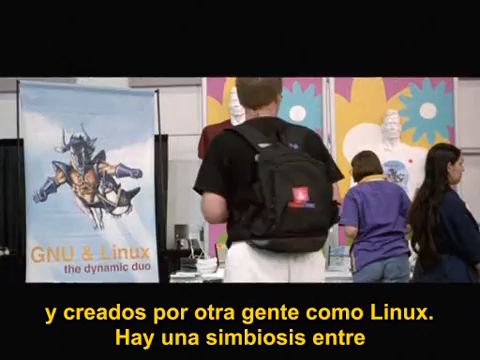 GNU & Linux
the dynamic duo
y creados por otra gente como Linux.
Hay una simbiosis entre